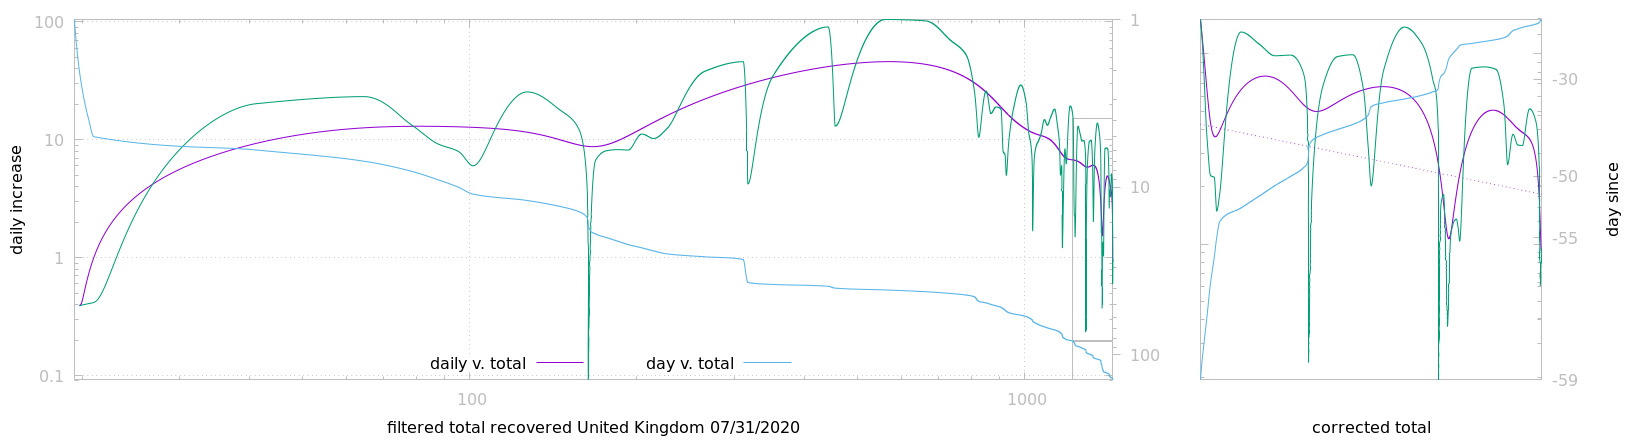 100
10
1
0.1
daily increase
daily v. total
day v. total
100
1000
filtered total recovered United Kingdom 07/31/2020
1
10
100
-30
-50
-55
-59
day since
corrected total